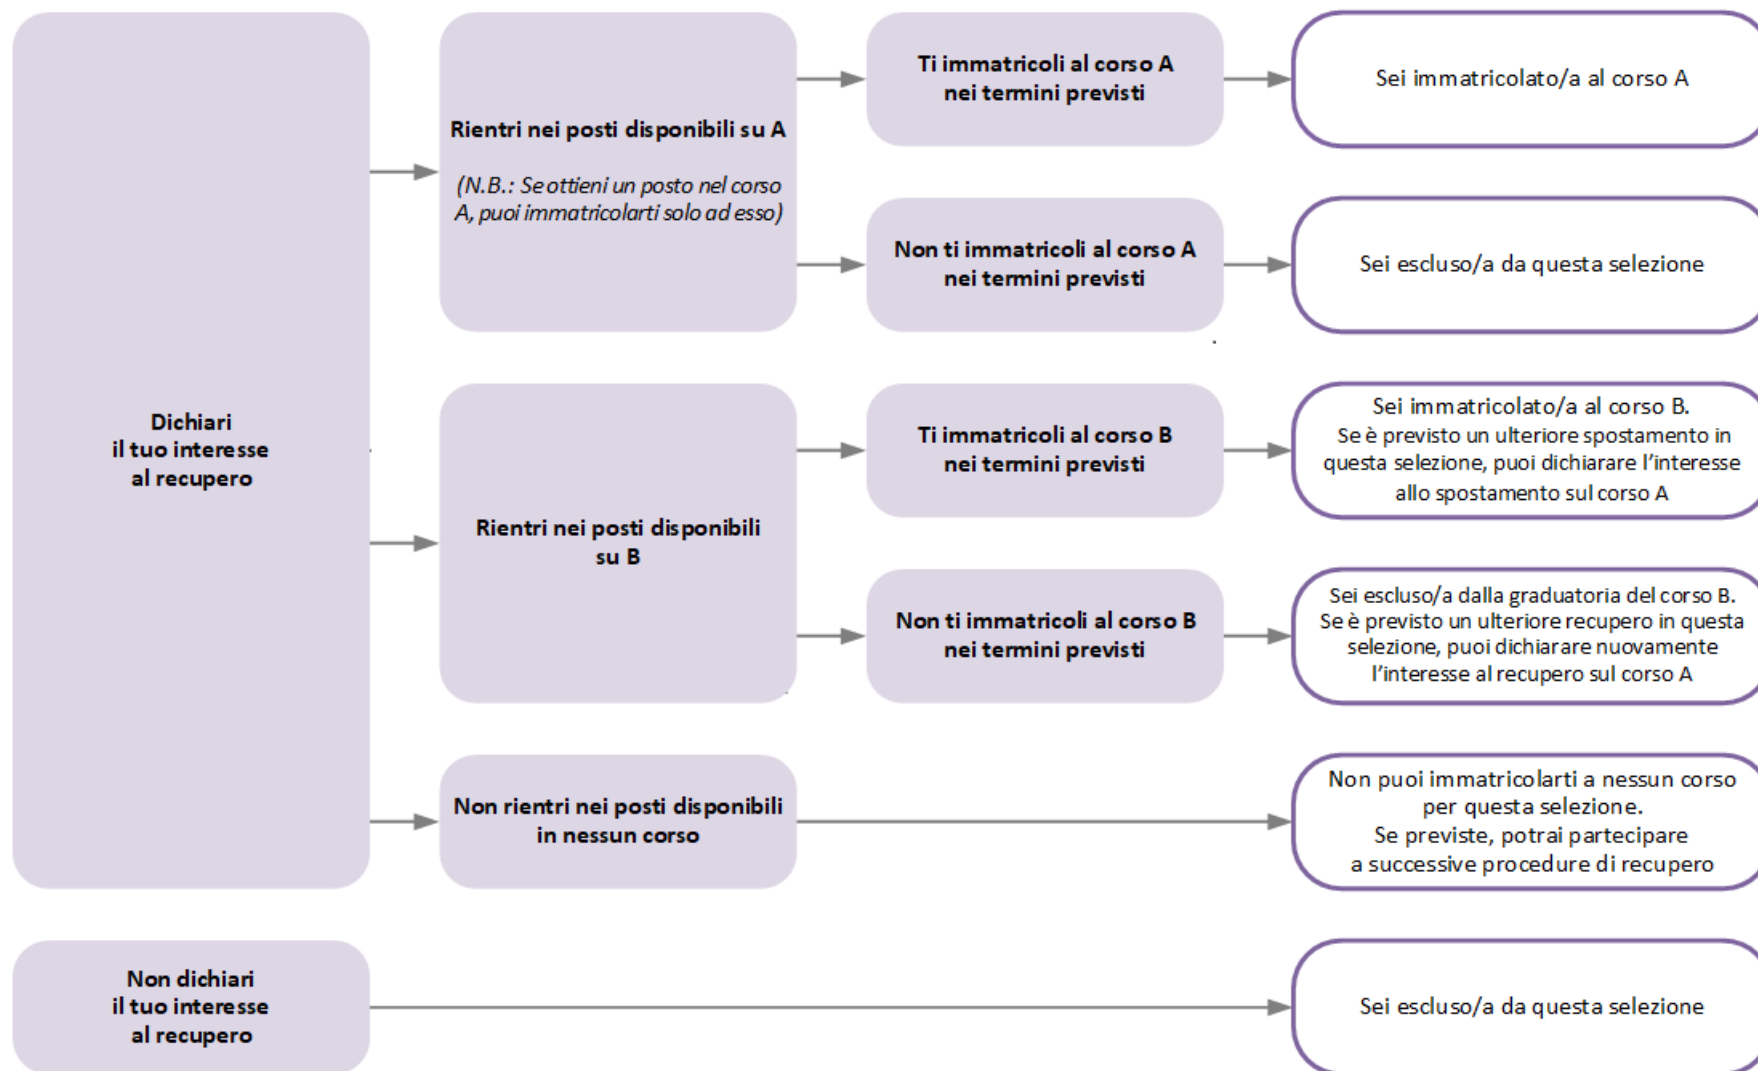 Dichiari
il tuo interesse
al recupero
Rientri nei posti disponibili su A
(N.B.: Se ottieni un posto nel corso
A, puoi immatricolarti solo ad esso)
Ti immatricoli al corso A
nei termini previsti
Sei immatricolato/a al corso A
Non ti immatricoli al corso A
nei termini previsti
Sei escluso/a da questa selezione
Rientri nei posti disponibili
su B
Ti immatricoli al corso B
nei termini previsti
Sei immatricolato/a al corso B.
Se è previsto un ulteriore spostamento in
questa selezione, puoi dichiarare l'interesse
allo spostamento sul corso A
Non ti immatricoli al corso B
nei termini previsti
Sei escluso/a dalla graduatoria del corso B.
Se è previsto un ulteriore recupero in questa
selezione, puoi dichiarare nuovamente
l'interesse al recupero sul corso A
Non rientri nei posti disponibili
in nessun corso
Non puoi immatricolarti a nessun corso
per questa selezione.
Se previste, potrai partecipare
a successive procedure di recupero
Non dichiari
il tuo interesse
al recupero
Sei escluso/a da questa selezione